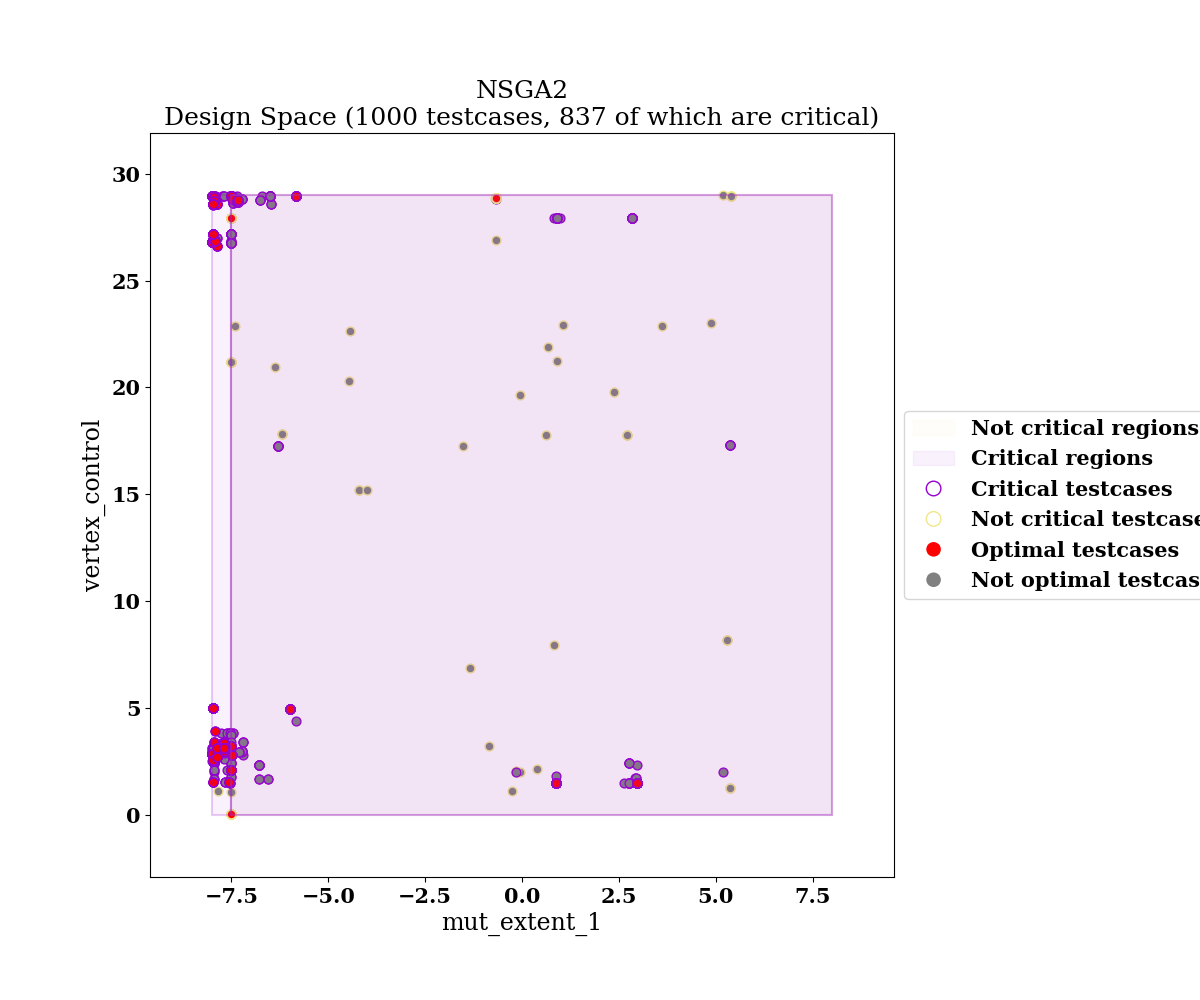 NSGA2
Design Space (1000 testcases, 837 of which are critical)
30
25
20
15
10
5
0
vertex_control
−7.5
−5.0
−2.5
0.0
2.5
5.0
7.5
mut_extent_1
Not critical regions
Critical regions
Critical testcases
Not critical testcase
Optimal testcases
Not optimal testcas